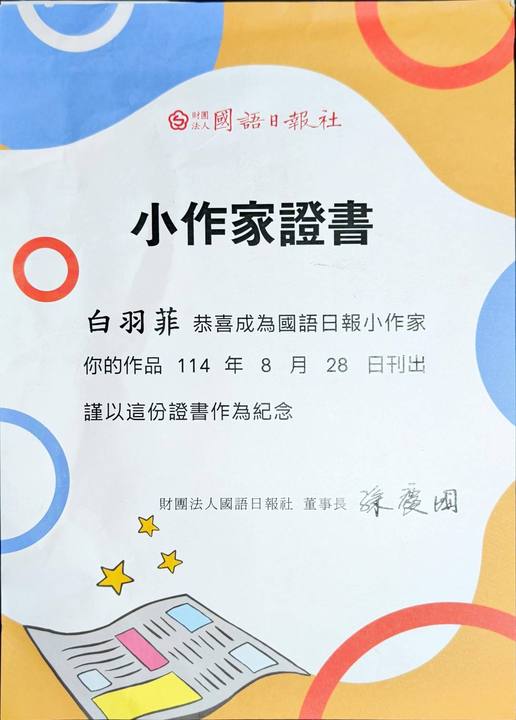 財團法人 國語日報社
小作家證書
白羽菲 恭喜成為國語日報小作家
你的作品 114 年 8 月 28 日刊出
謹以這份證書作為紀念
財團法人國語日報社 董事長 孫慶國